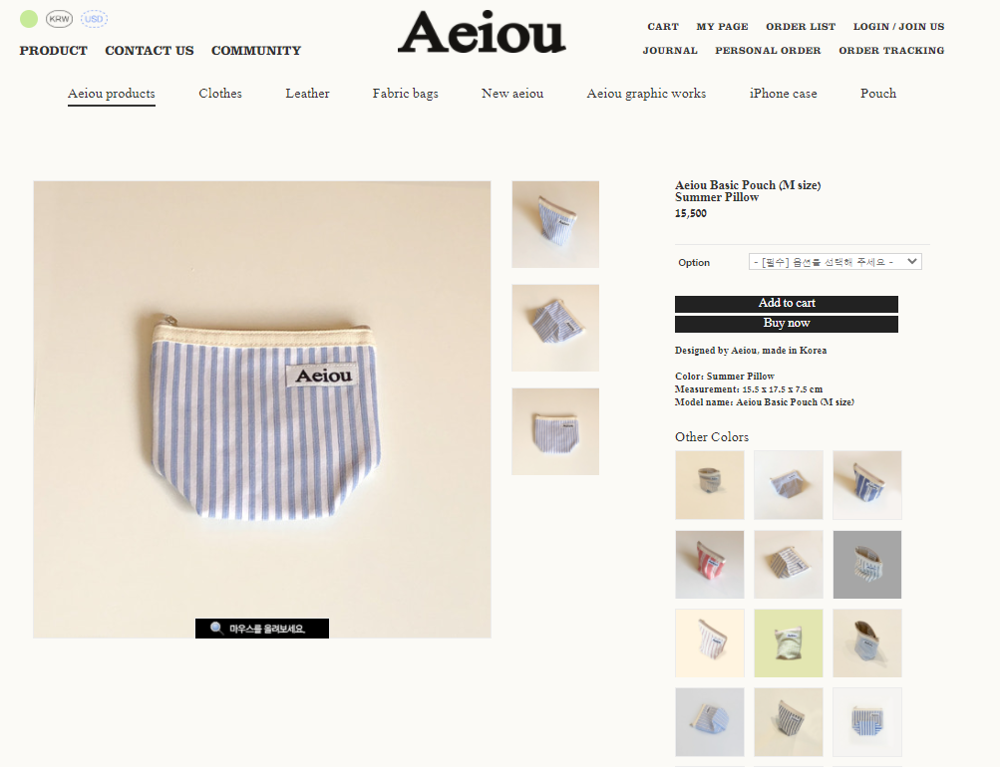 KRW USD
PRODUCT CONTACT US COMMUNITY
Aeiou
CART MY PAGE ORDER LIST LOGIN / JOIN US
JOURNAL PERSONAL ORDER ORDER TRACKING
Aeiou products Clothes Leather Fabric bags New aeiou Aeiou graphic works iPhone case Pouch
Aeiou
마우스를 올려보세요.
Aeiou Basic Pouch (M size)
Summer Pillow
15,500
Option - [필수] 옵션을 선택해 주세요 -
Add to cart
Buy now
Designed by Aeiou, made in Korea
Color: Summer Pillow
Measurement: 15.5 x 17.5 x 7.5 cm
Model name: Aeiou Basic Pouch (M size)
Other Colors